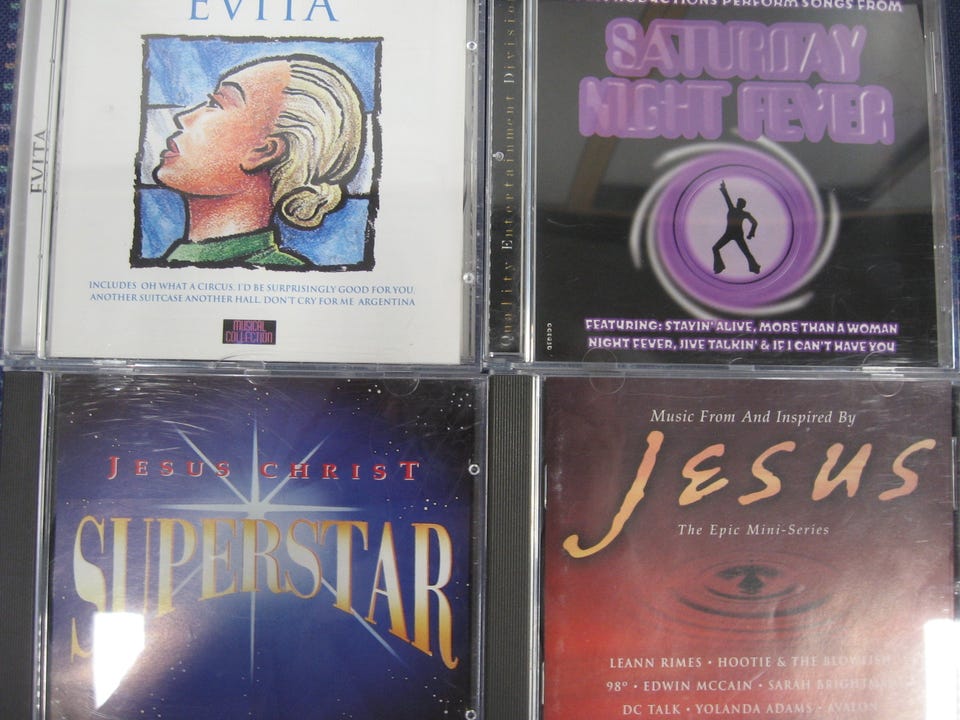 EVITA
EVITA
INCLUDES OH WHAT A CIRCUS, I'D BE SURPRISINGLY GOOD FOR YOU,
ANOTHER SUITCASE ANOTHER HALL, DON'T CRY FOR ME ARGENTINA
MUSICAL
COLLECTION
Quality Entertainment Division
PERFORM SONGS FROM
SATURDAY
NIGHT FEVER
FEATURING: STAYIN' ALIVE, MORE THAN A WOMAN
NIGHT FEVER, JIVE TALKIN' & IF I CAN'T HAVE YOU
JESUS CHRIST
SUPERSTAR
Music From And Inspired By
JESUS
The Epic Mini-Series
LEANN RIMES • HOOTIE & THE BLOWFISH
98° • EDWIN MCCAIN • SARAH BRIGHTMAN
DC TALK • YOLANDA ADAMS • AVALON